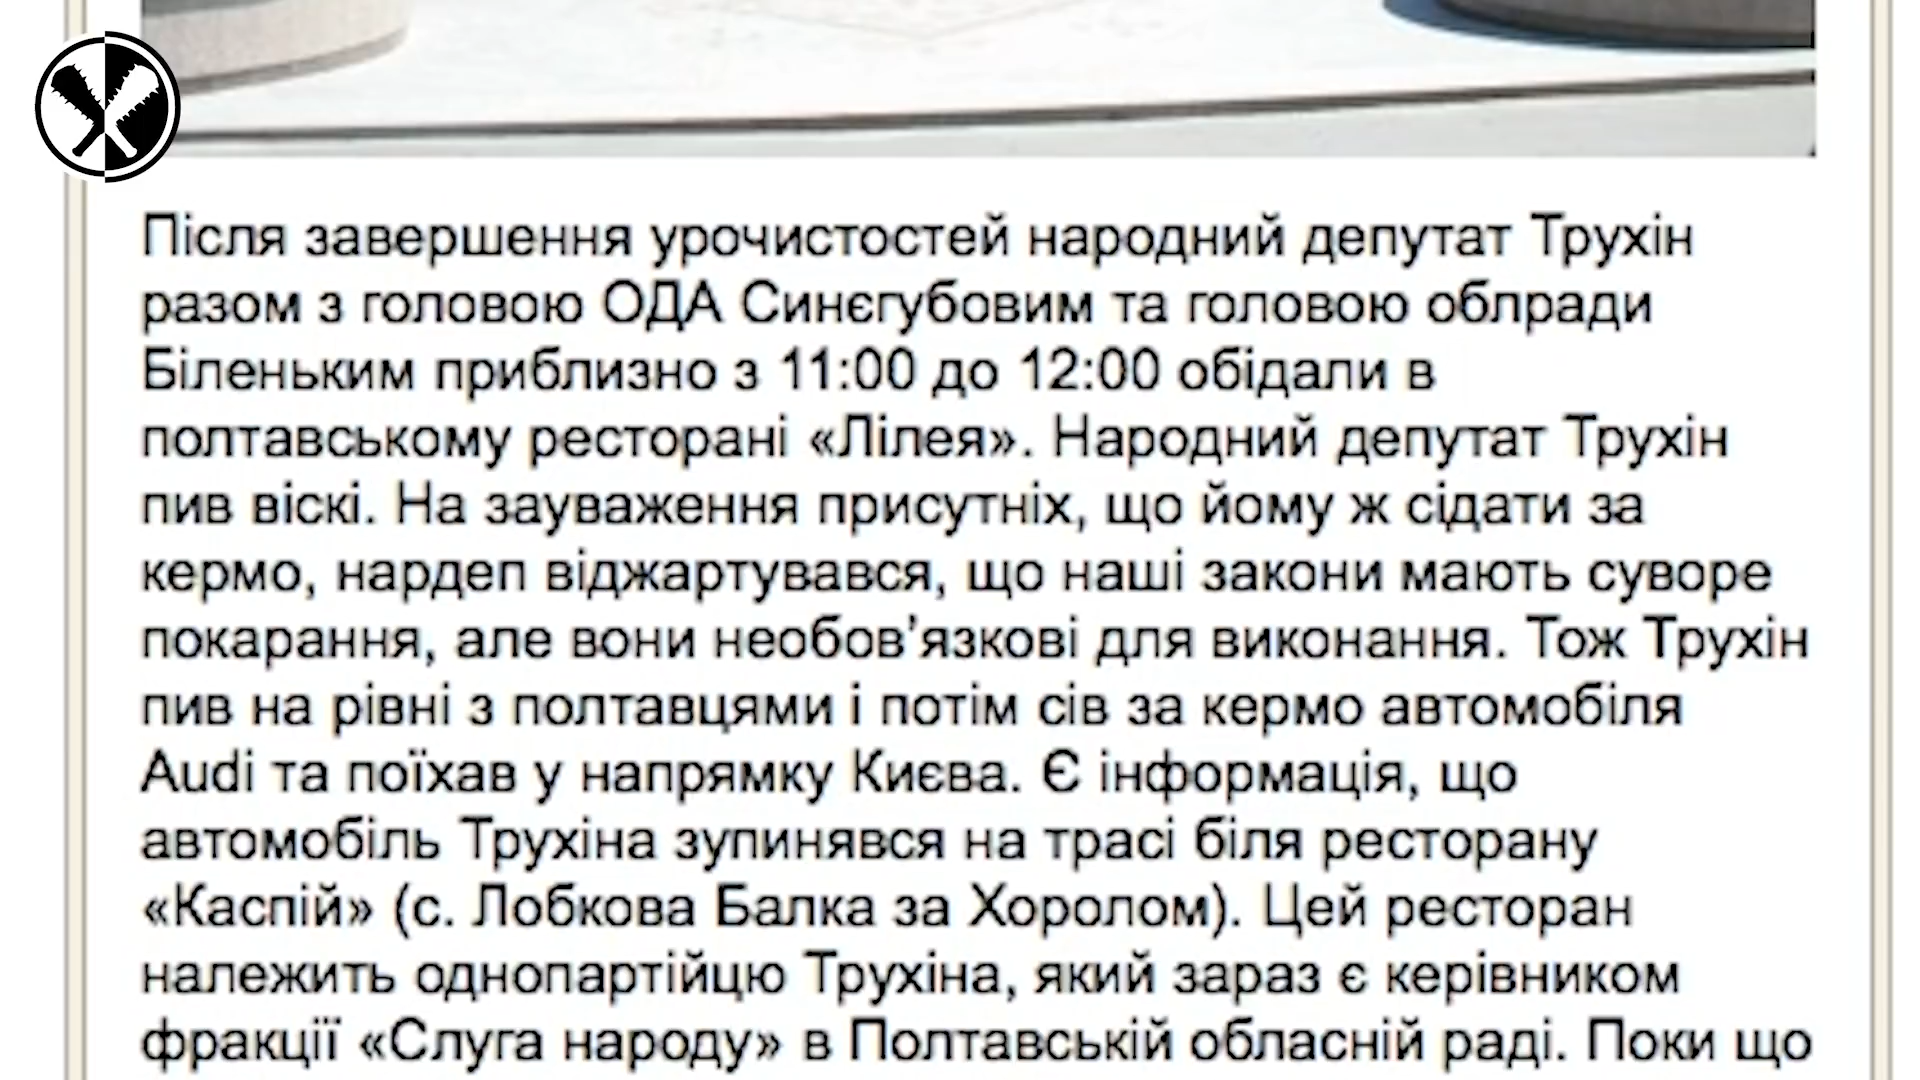 Після завершення урочистостей народний депутат Трухін
разом з головою ОДА Синєгубовим та головою облради
Біленьким приблизно з 11:00 до 12:00 обідали в
полтавському ресторані «Лілея». Народний депутат Трухін
пив віскі. На зауваження присутніх, що йому ж сідати за
кермо, нардеп віджартувався, що наші закони мають суворе
покарання, але вони необов’язкові для виконання. Тож Трухін
пив на рівні з полтавцями і потім сів за кермо автомобіля
Audi та поїхав у напрямку Києва. Є інформація, що
автомобіль Трухіна зупинявся на трасі біля ресторану
«Каспій» (с. Лобкова Балка за Хоролом). Цей ресторан
належить однопартійцю Трухіна, який зараз є керівником
фракції «Слуга народу» в Полтавській обласній раді. Поки що